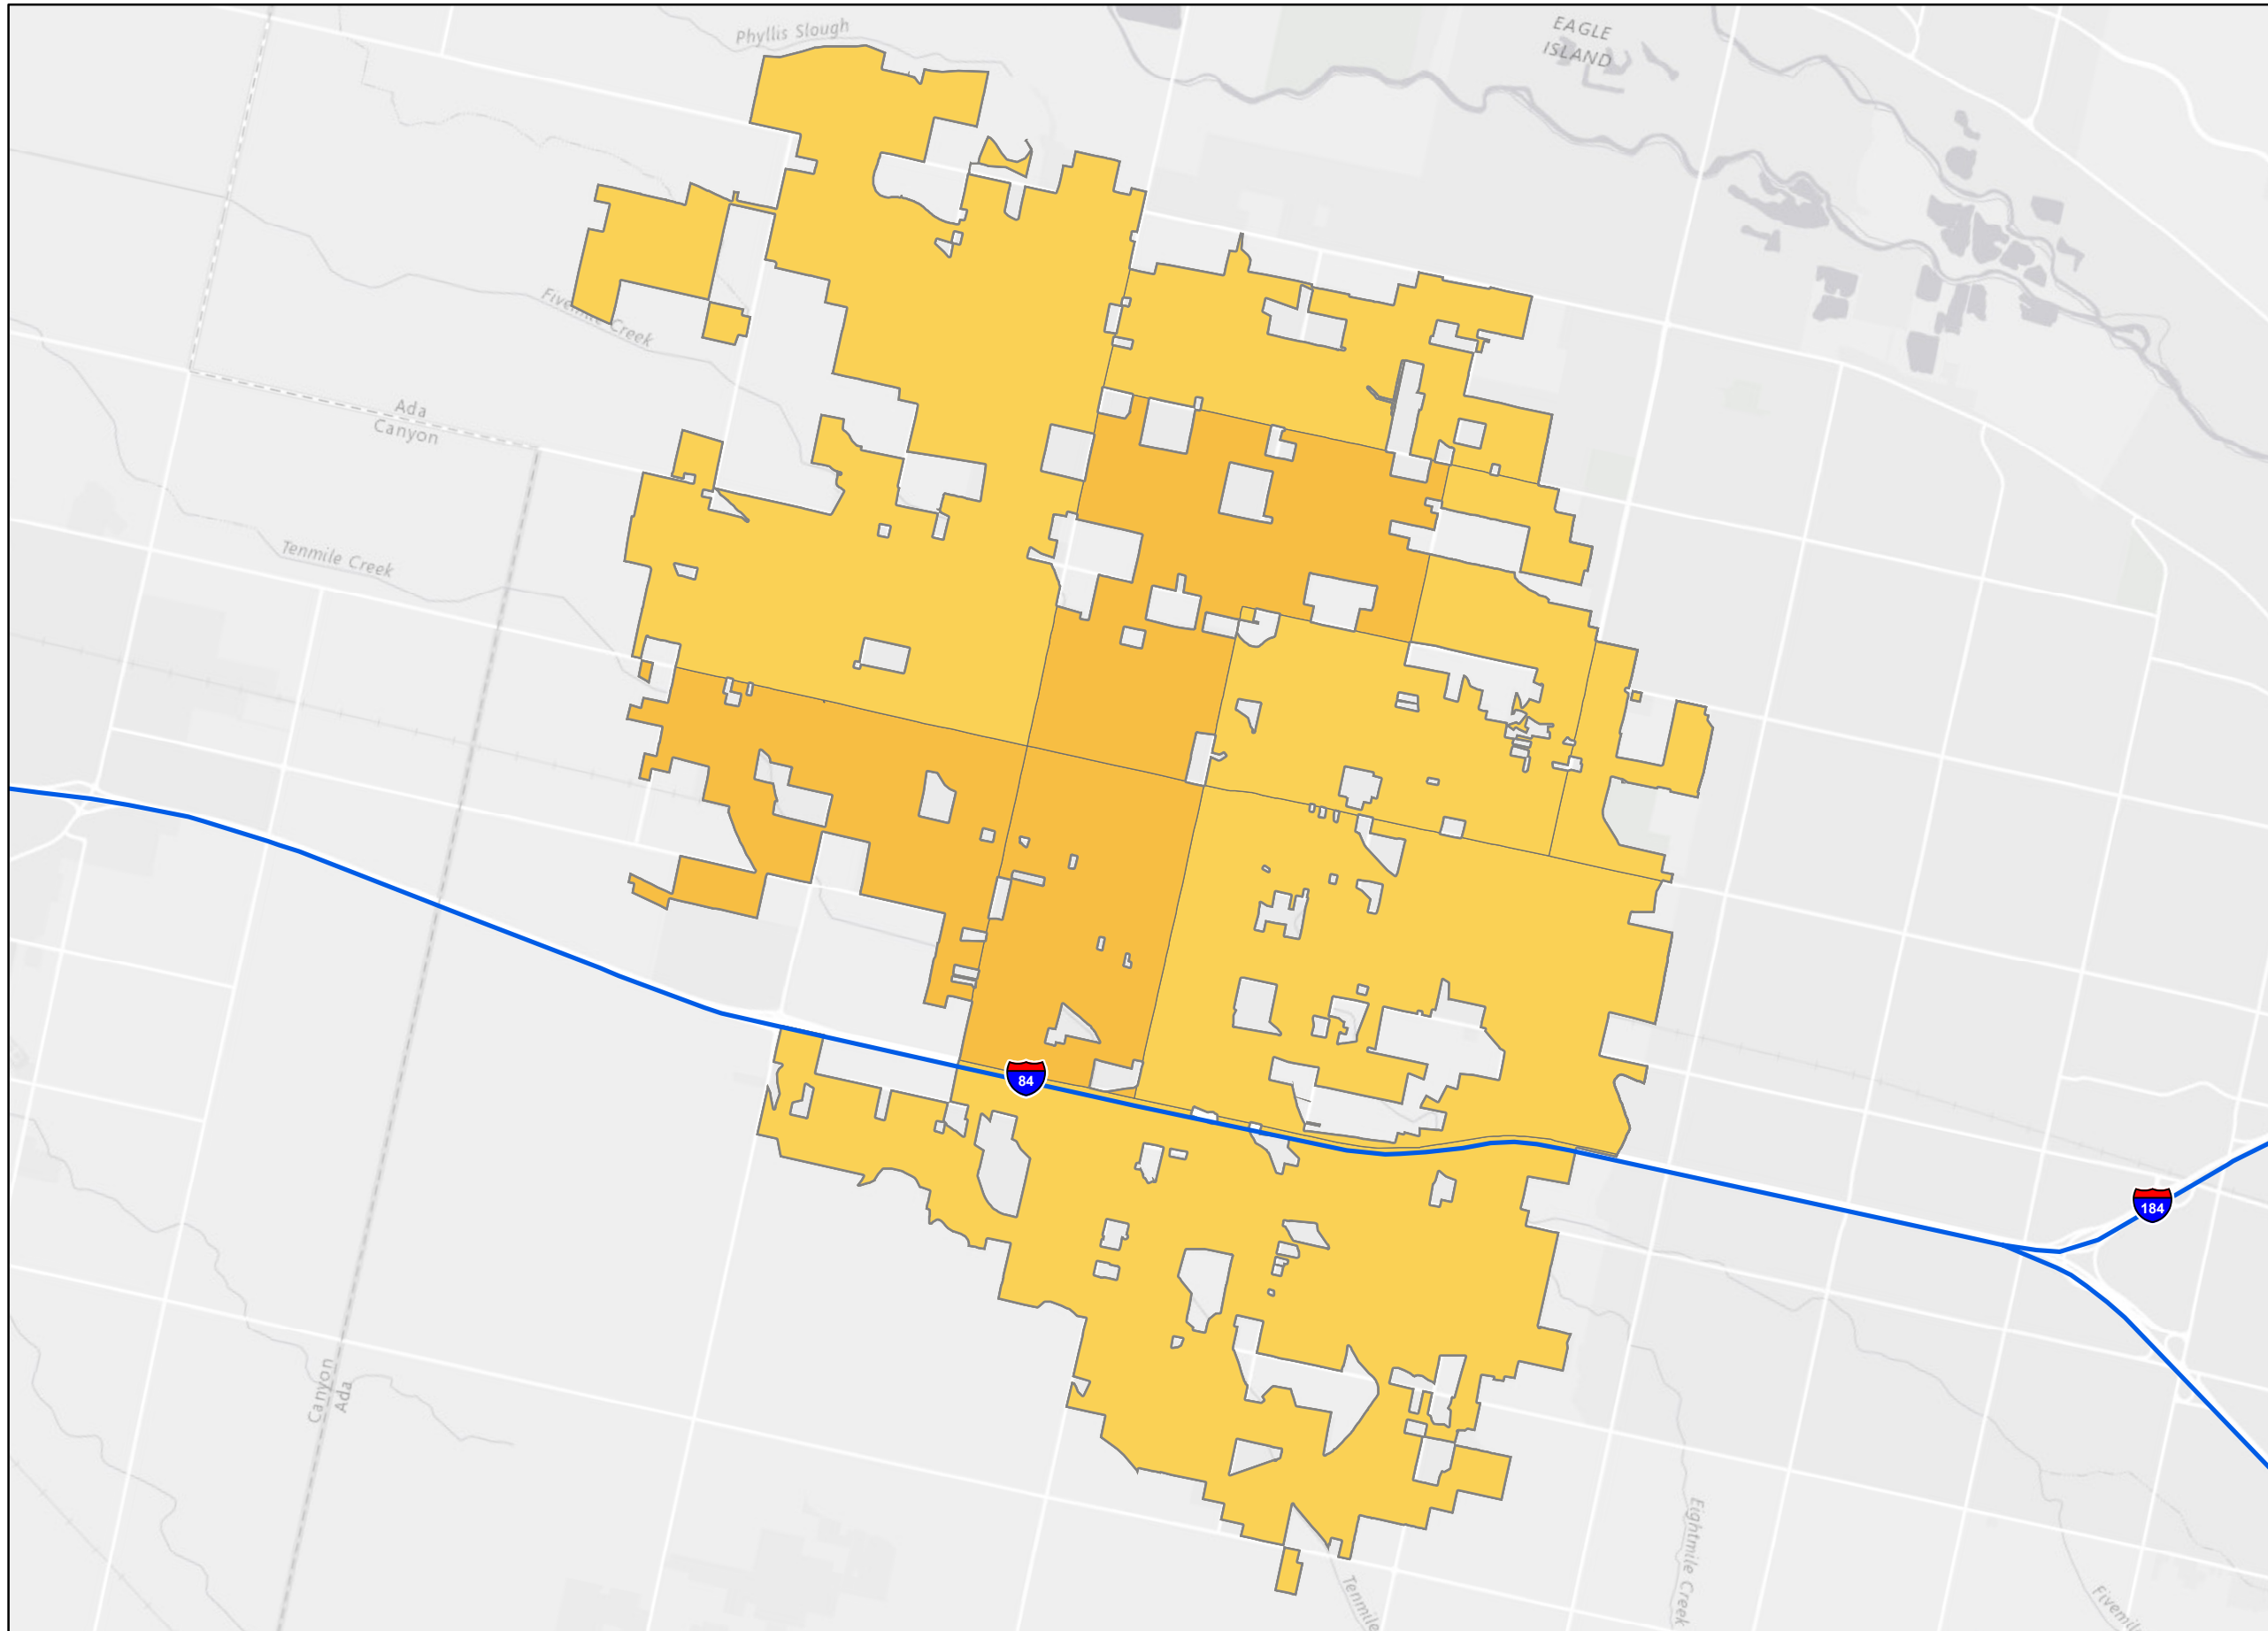 Phyllis Slough
EAGLE
ISLAND
Fivemile Creek
Ada
Canyon
Tenmile Creek
84
184
Canyon
Ada
Eightmile Creek
Tenmile
Fivemil